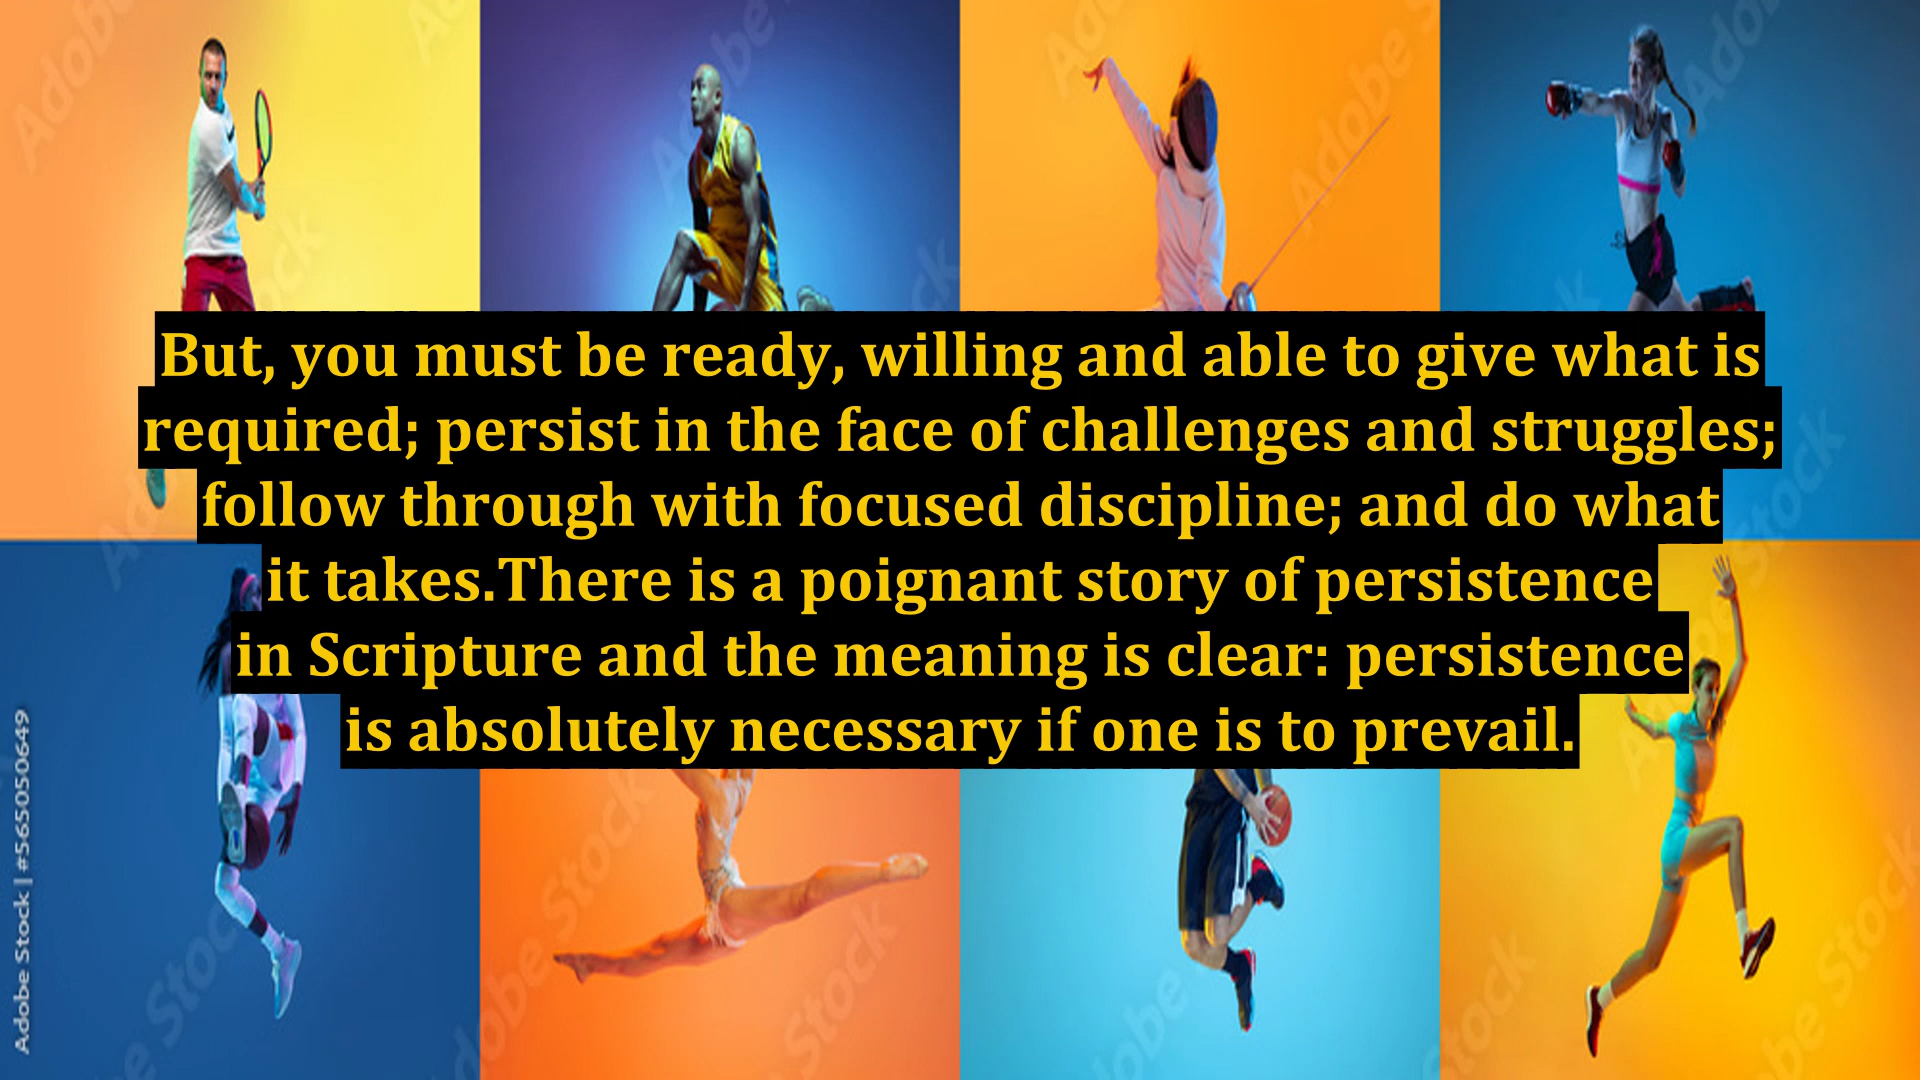 But, you must be ready, willing and able to give what is
required; persist in the face of challenges and struggles;
follow through with focused discipline; and do what
it takes.There is a poignant story of persistence
in Scripture and the meaning is clear: persistence
is absolutely necessary if one is to prevail.
Adobe Stock | #565050649